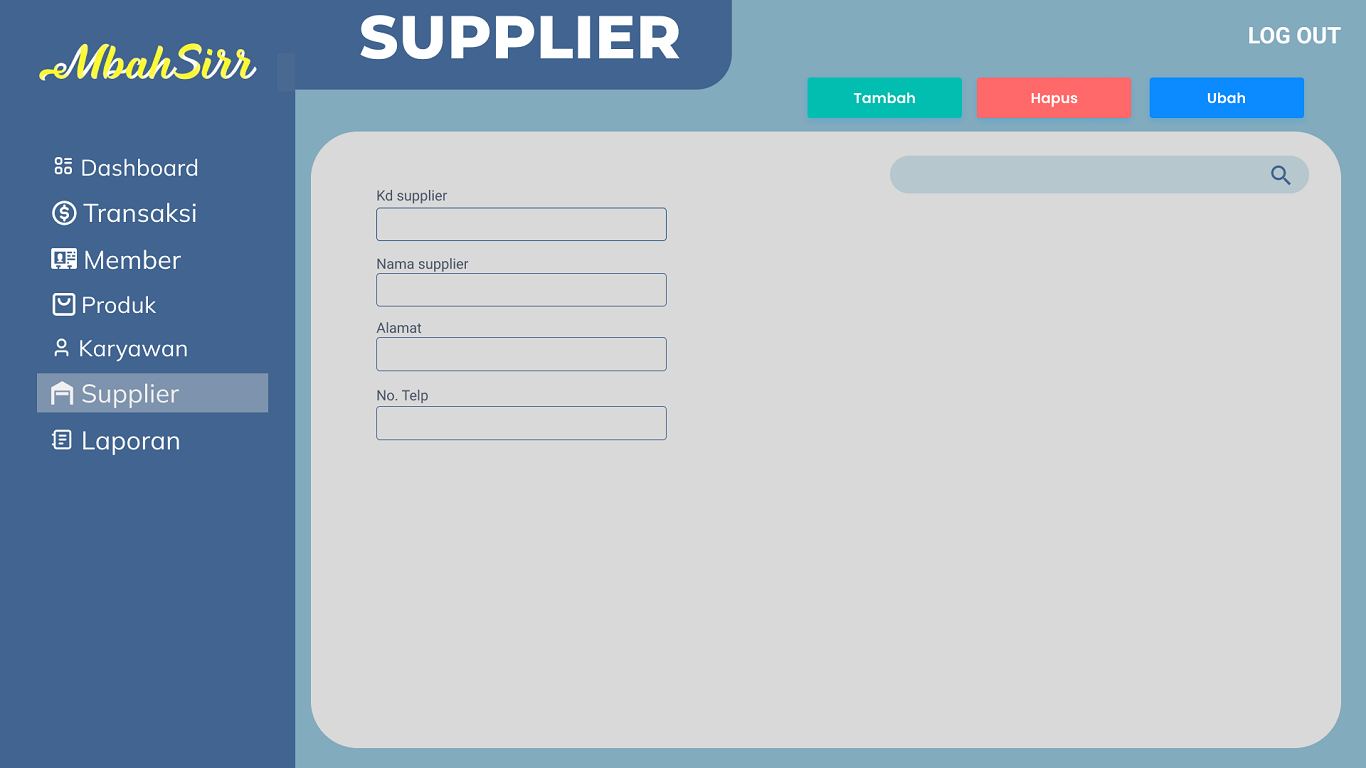 SUPPLIER
LOG OUT
MbahSirr
Tambah
Hapus
Ubah
Dashboard
Transaksi
Member
Produk
Karyawan
Supplier
Laporan
Kd supplier
Nama supplier
Alamat
No. Telp